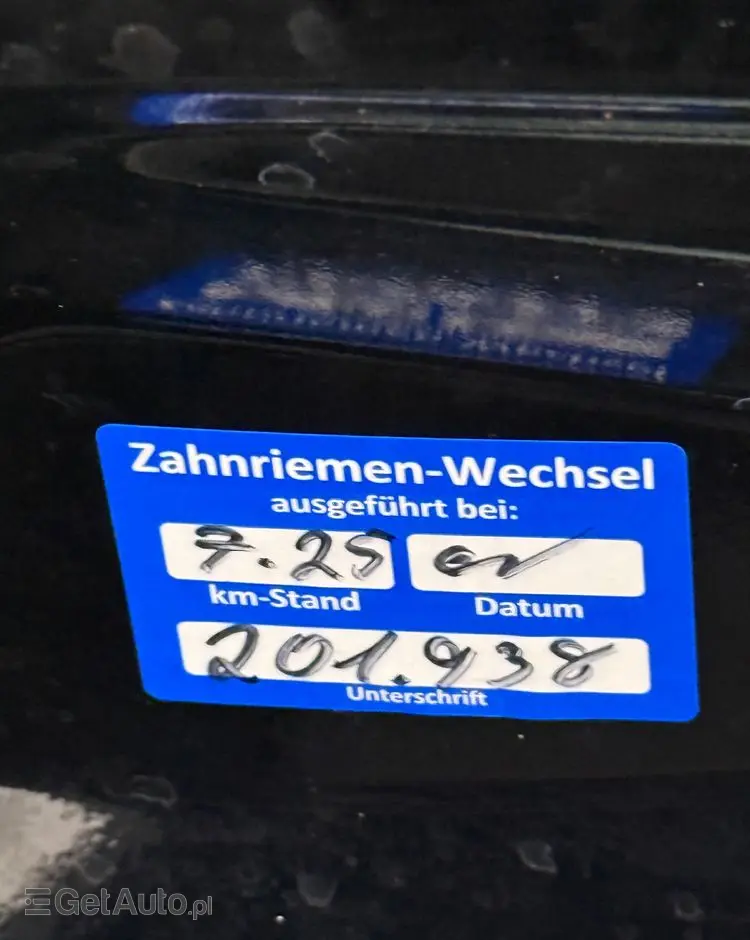 Zahnriemen-Wechsel
ausgeführt bei:
7.25
km-Stand Datum
201.938
Unterschrift
GetAuto.pl